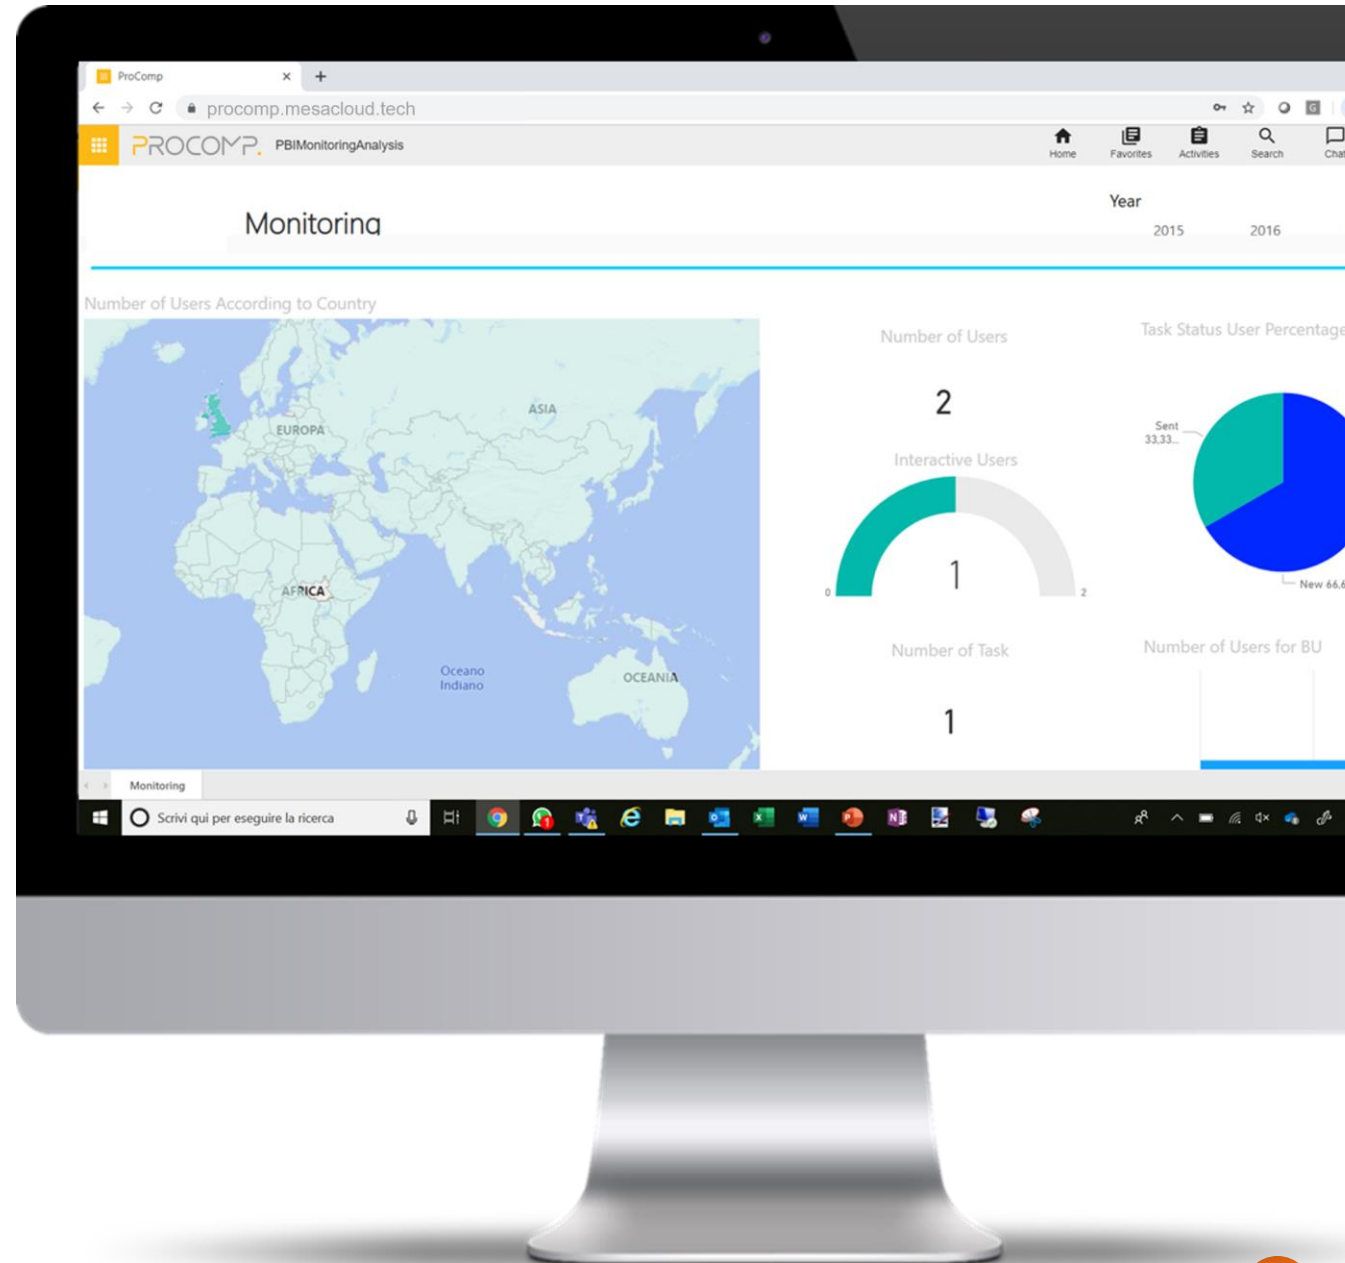 ProComp
procomp.mesacloud.tech
PROCOMP.
PBIMonitoringAnalysis
Home
Favorites
Activities
Search
Chat
Monitoring
Year
2015
2016
Number of Users According to Country
EUROPA
ASIA
AFRICA
Oceano
Indiano
OCEANIA
Number of Users
2
Interactive Users
1
0
2
Number of Task
1
Task Status User Percentage
Sent
33,33...
New 66,6
Number of Users for BU
Monitoring
Scrivi qui per eseguire la ricerca